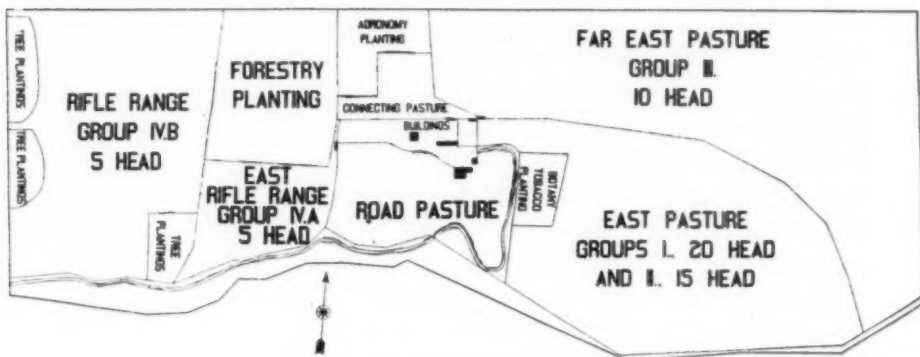 TREE PLANTINGS
TREE PLANTINGS
RIFLE RANGE
GROUP IV.B
5 HEAD
TREE
PLANTINGS
FORESTRY
PLANTING
EAST
RIFLE RANGE
GROUP IV.A
5 HEAD
AGRONOMY
PLANTING
CONNECTING PASTURE
BUILDINGS
ROAD PASTURE
BOTANY
TOBACCO
PLANTING
FAR EAST PASTURE
GROUP III.
10 HEAD
EAST PASTURE
GROUPS I.. 20 HEAD
AND II.. 15 HEAD